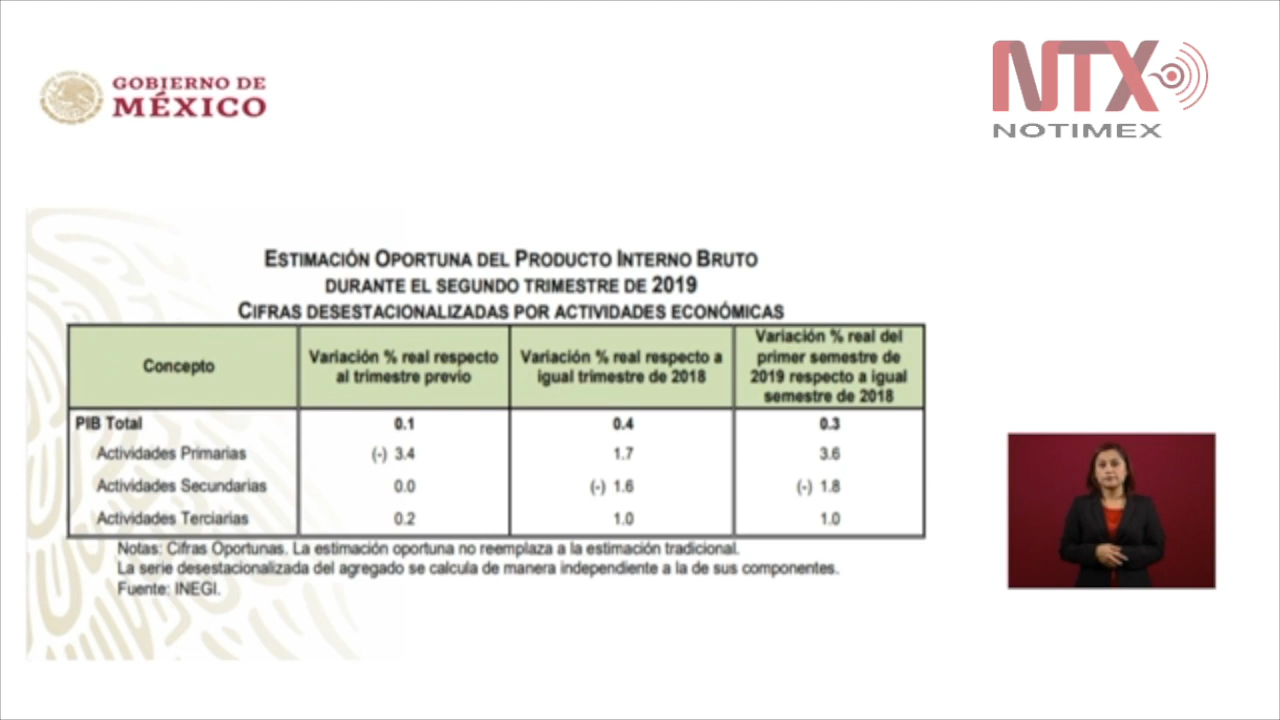 GOBIERNO DE
MÉXICO
NTX
NOTIMEX
ESTIMACIÓN OPORTUNA DEL PRODUCTO INTERNO BRUTO
DURANTE EL SEGUNDO TRIMESTRE DE 2019
CIFRAS DESESTACIONALIZADAS POR ACTIVIDADES ECONÓMICAS
Concepto
Variación % real respecto
al trimestre previo
Variación % real respecto a
igual trimestre de 2018
Variación % real del
primer semestre de
2019 respecto a igual
semestre de 2018
PIB Total 0.1 0.4 0.3
Actividades Primarias (-) 3.4 1.7 3.6
Actividades Secundarias 0.0 (-) 1.6 (-) 1.8
Actividades Terciarias 0.2 1.0 1.0
Notas: Cifras Oportunas. La estimación oportuna no reemplaza a la estimación tradicional.
La serie desestacionalizada del agregado se calcula de manera independiente a la de sus componentes.
Fuente: INEGI.